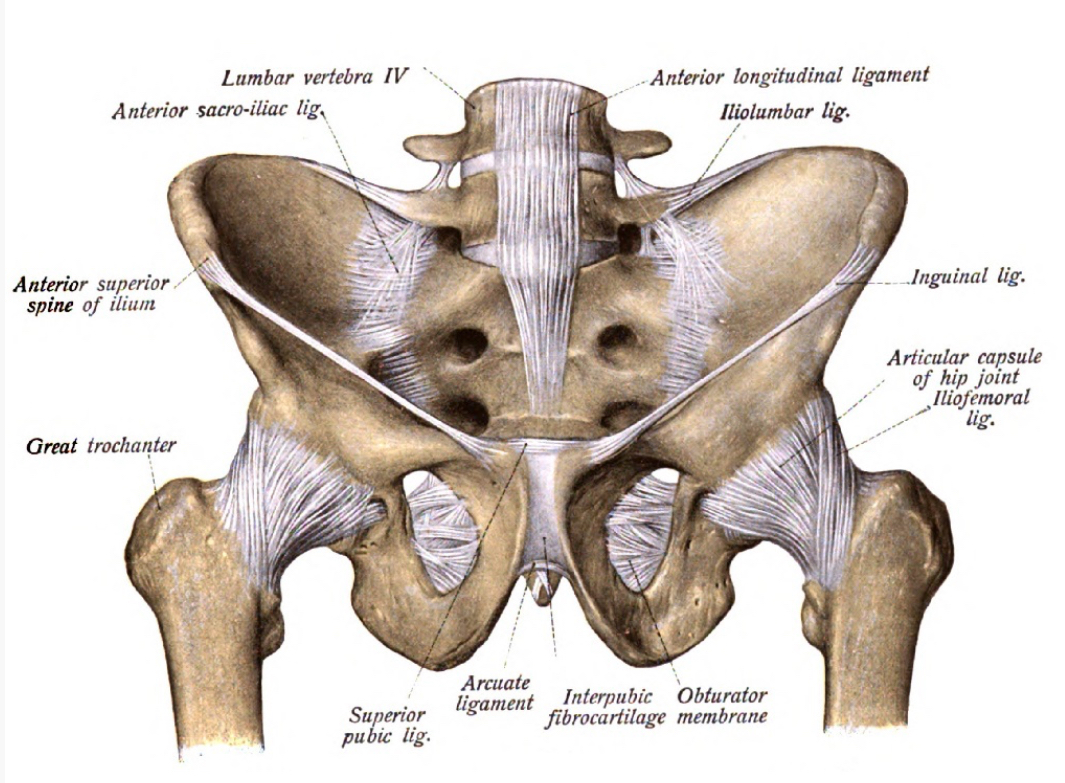 Lumbar vertebra IV
Anterior longitudinal ligament
Anterior sacro-iliac lig.
Iliolumbar lig.
Anterior superior
spine of ilium
Inguinal lig.
Articular capsule
of hip joint
Iliofemoral
lig.
Great trochanter
Arcuate
ligament
Interpubic
fibrocartilage
Obturator
membrane
Superior
pubic lig.